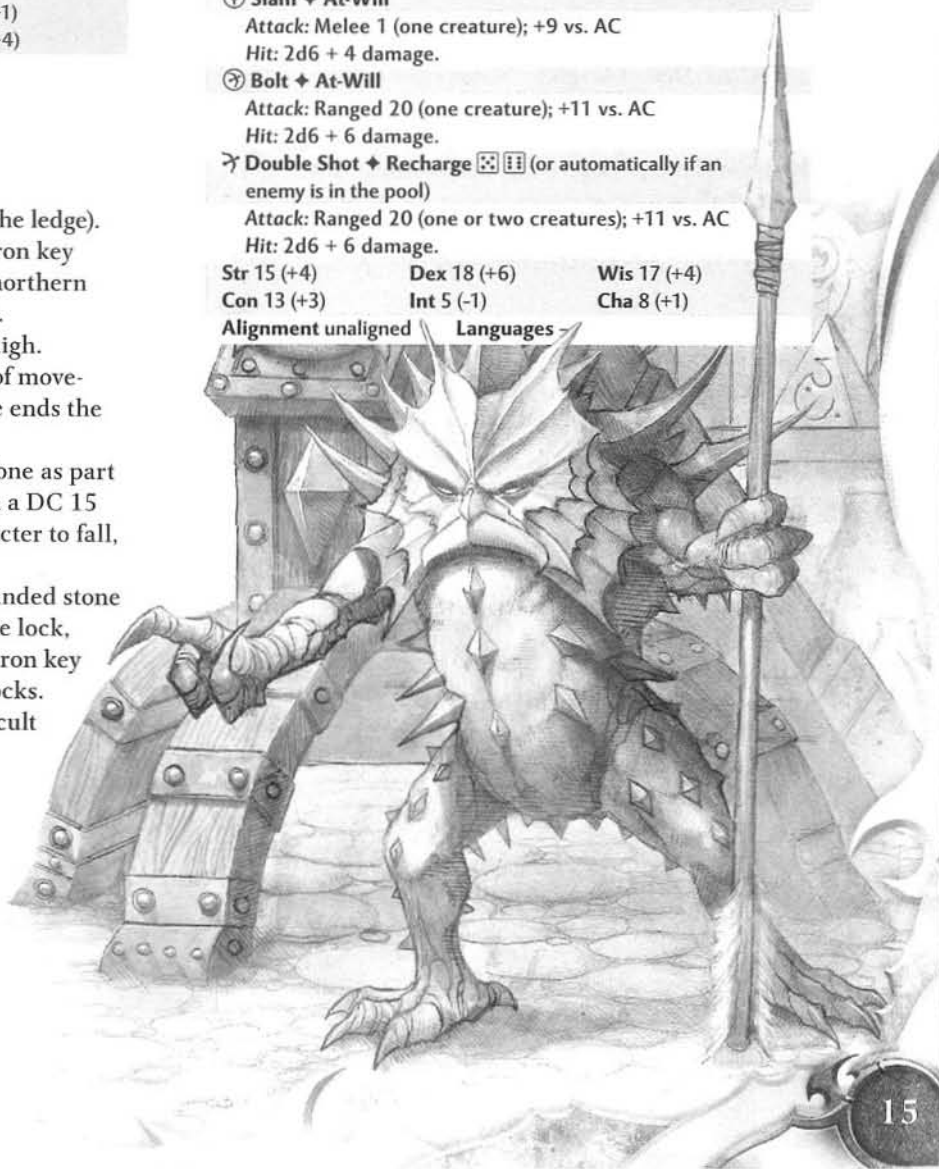 1)
4)
he ledge).
ron key
northern
.
igh.
of move-
e ends the
one as part
a DC 15
cter to fall,
nded stone
e lock,
ron key
ocks.
cult
Slam ✦ At-Will
Attack: Melee 1 (one creature); +9 vs. AC
Hit: 2d6 + 4 damage.
Bolt ✦ At-Will
Attack: Ranged 20 (one creature); +11 vs. AC
Hit: 2d6 + 6 damage.
Double Shot ✦ Recharge ⚄ ⚅ (or automatically if an
enemy is in the pool)
Attack: Ranged 20 (one or two creatures); +11 vs. AC
Hit: 2d6 + 6 damage.
Str 15 (+4) Dex 18 (+6) Wis 17 (+4)
Con 13 (+3) Int 5 (-1) Cha 8 (+1)
Alignment unaligned Languages –
15